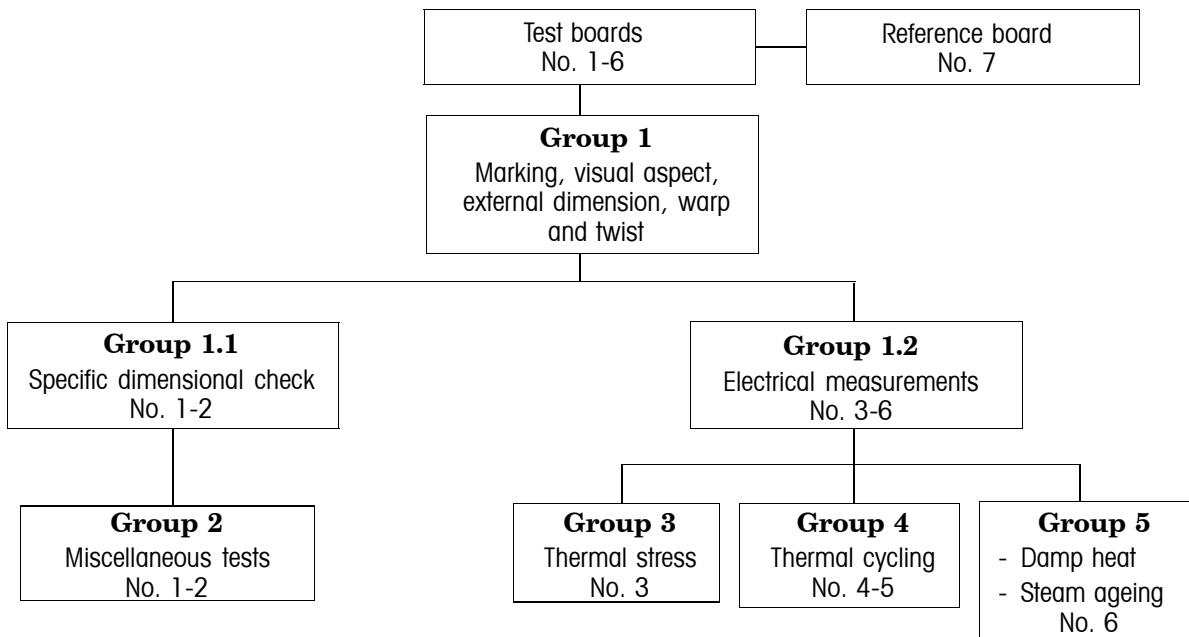 Test boards
No. 1-6
Reference board
No. 7
Group 1
Marking, visual aspect,
external dimension, warp
and twist
Group 1.1
Specific dimensional check
No. 1-2
Group 1.2
Electrical measurements
No. 3-6
Group 2
Miscellaneous tests
No. 1-2
Group 3
Thermal stress
No. 3
Group 4
Thermal cycling
No. 4-5
Group 5
- Damp heat
- Steam ageing
No. 6